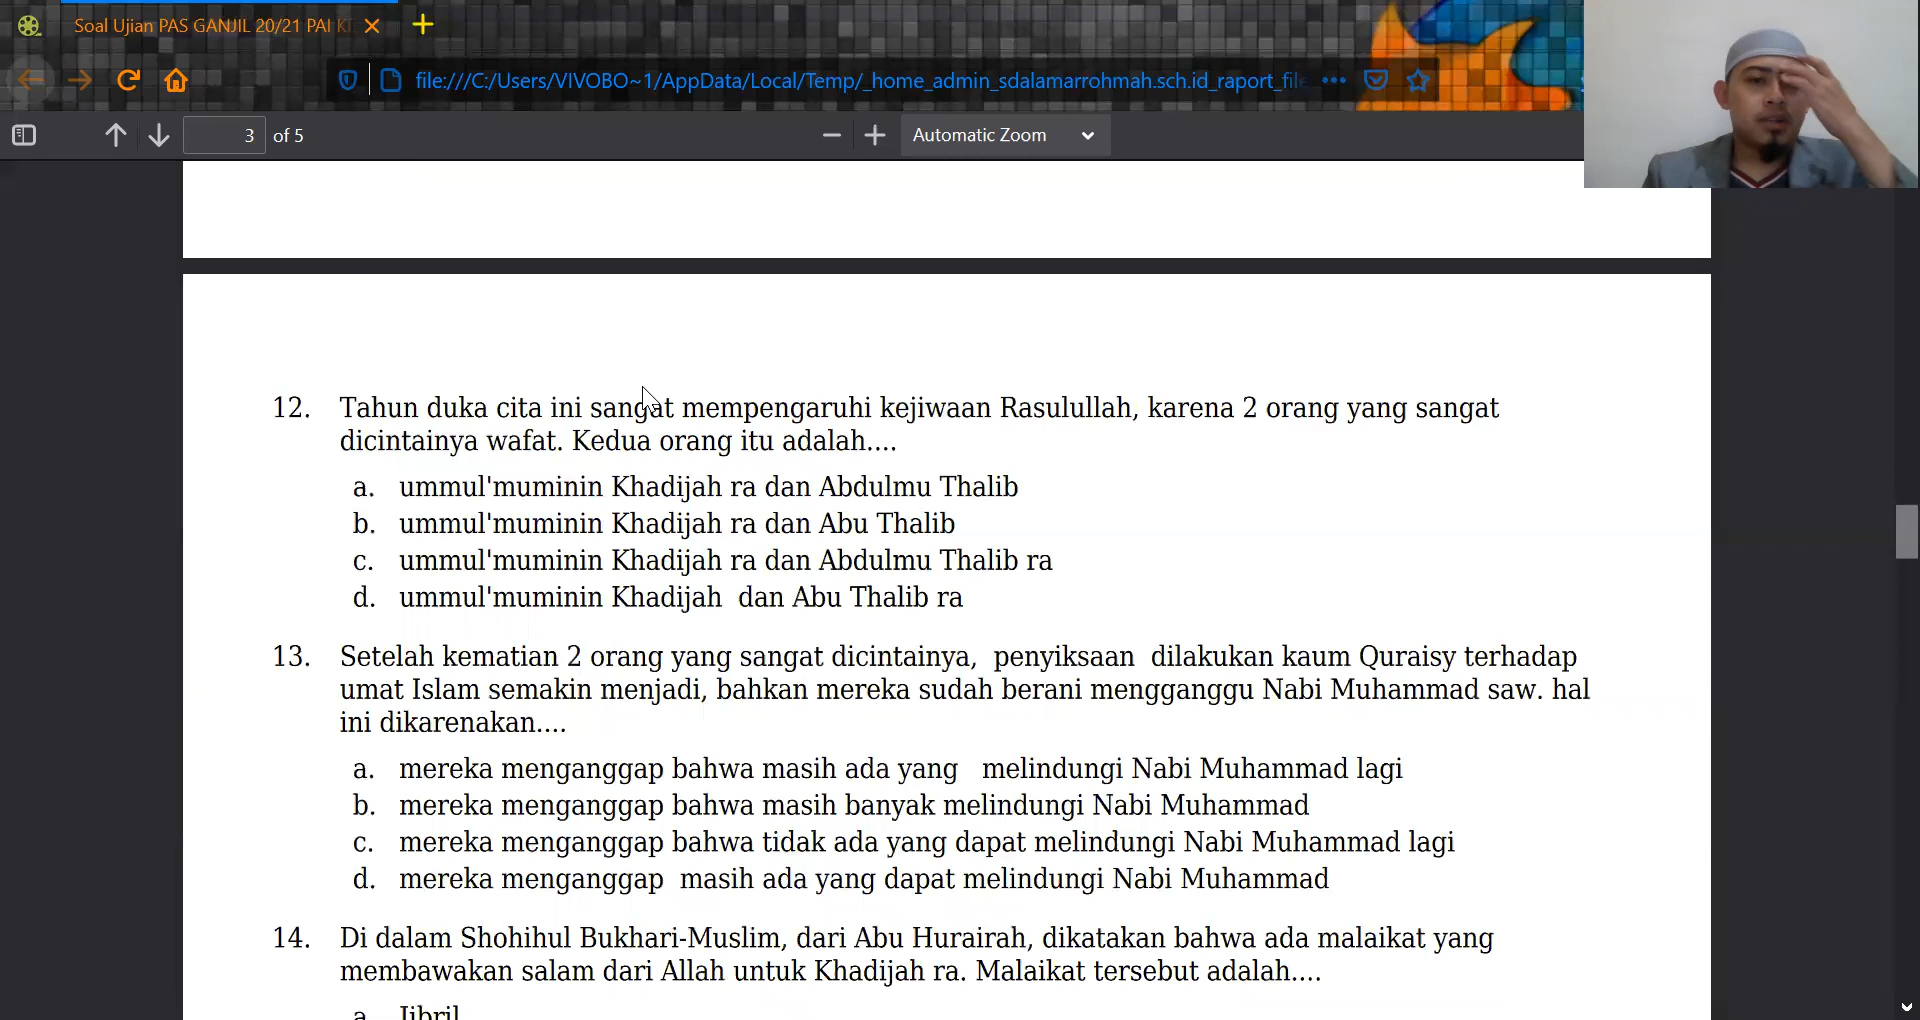 Soal Ujian PAS GANJIL 20/21 PAI
file:///C:/Users/VIVOBO~1/AppData/Local/Temp/_home_admin_sdalamarrohmah.sch.id_raport_file
3 of 5
Automatic Zoom
12. Tahun duka cita ini sangat mempengaruhi kejiwaan Rasulullah, karena 2 orang yang sangat
dicintainya wafat. Kedua orang itu adalah....
a. ummul'muminin Khadijah ra dan Abdulmu Thalib
b. ummul'muminin Khadijah ra dan Abu Thalib
c. ummul'muminin Khadijah ra dan Abdulmu Thalib ra
d. ummul'muminin Khadijah dan Abu Thalib ra
13. Setelah kematian 2 orang yang sangat dicintainya, penyiksaan dilakukan kaum Quraisy terhadap
umat Islam semakin menjadi, bahkan mereka sudah berani mengganggu Nabi Muhammad saw. hal
ini dikarenakan....
a. mereka menganggap bahwa masih ada yang melindungi Nabi Muhammad lagi
b. mereka menganggap bahwa masih banyak melindungi Nabi Muhammad
c. mereka menganggap bahwa tidak ada yang dapat melindungi Nabi Muhammad lagi
d. mereka menganggap masih ada yang dapat melindungi Nabi Muhammad
14. Di dalam Shohihul Bukhari-Muslim, dari Abu Hurairah, dikatakan bahwa ada malaikat yang
membawakan salam dari Allah untuk Khadijah ra. Malaikat tersebut adalah....
a. Jibril